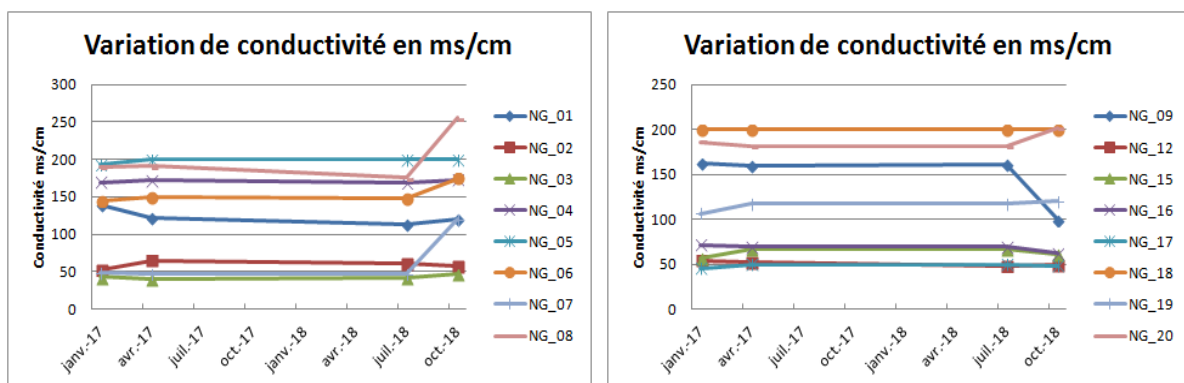 Variation de conductivité en ms/cm
Conductivité ms/cm
300
250
200
150
100
50
0
janv.-17
avr.-17
juil.-17
oct.-17
janv.-18
avr.-18
juil.-18
oct.-18
NG_01
NG_02
NG_03
NG_04
NG_05
NG_06
NG_07
NG_08
Variation de conductivité en ms/cm
Conductivité ms/cm
250
200
150
100
50
0
janv.-17
avr.-17
juil.-17
oct.-17
janv.-18
avr.-18
juil.-18
oct.-18
NG_09
NG_12
NG_15
NG_16
NG_17
NG_18
NG_19
NG_20